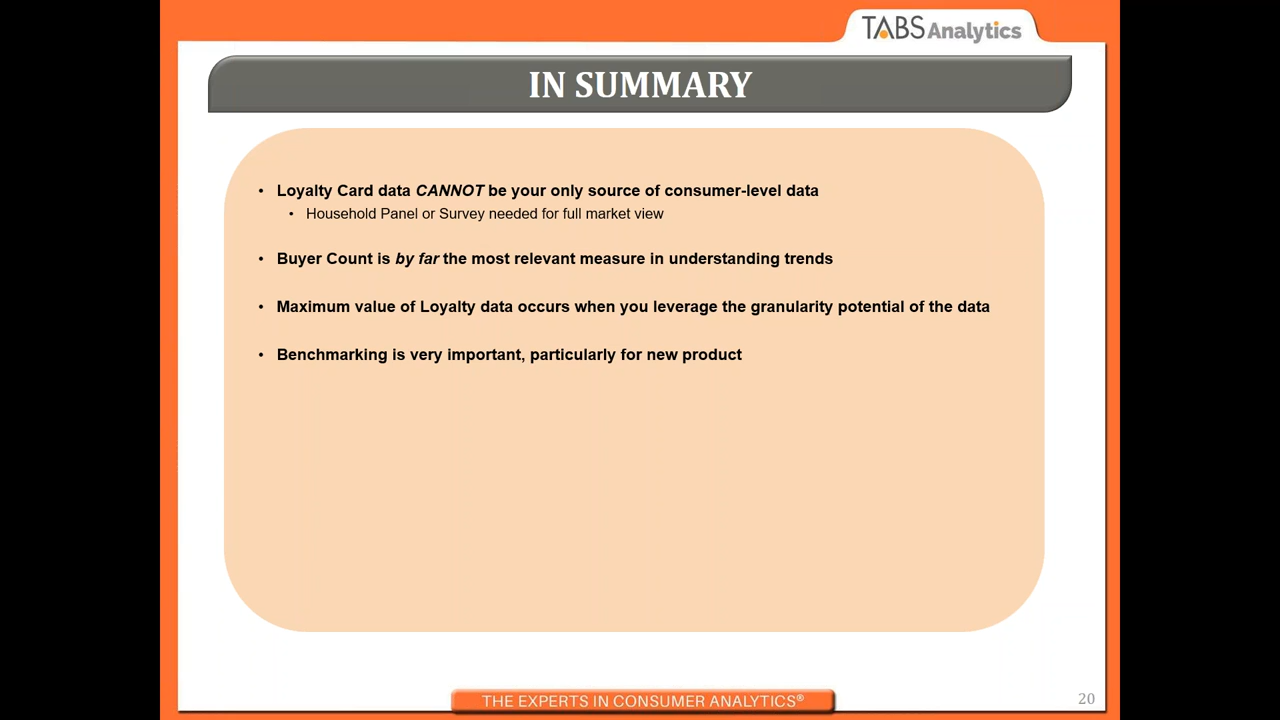 TABS Analytics
IN SUMMARY
• Loyalty Card data CANNOT be your only source of consumer-level data
• Household Panel or Survey needed for full market view
• Buyer Count is by far the most relevant measure in understanding trends
• Maximum value of Loyalty data occurs when you leverage the granularity potential of the data
• Benchmarking is very important, particularly for new product
THE EXPERTS IN CONSUMER ANALYTICS®
20